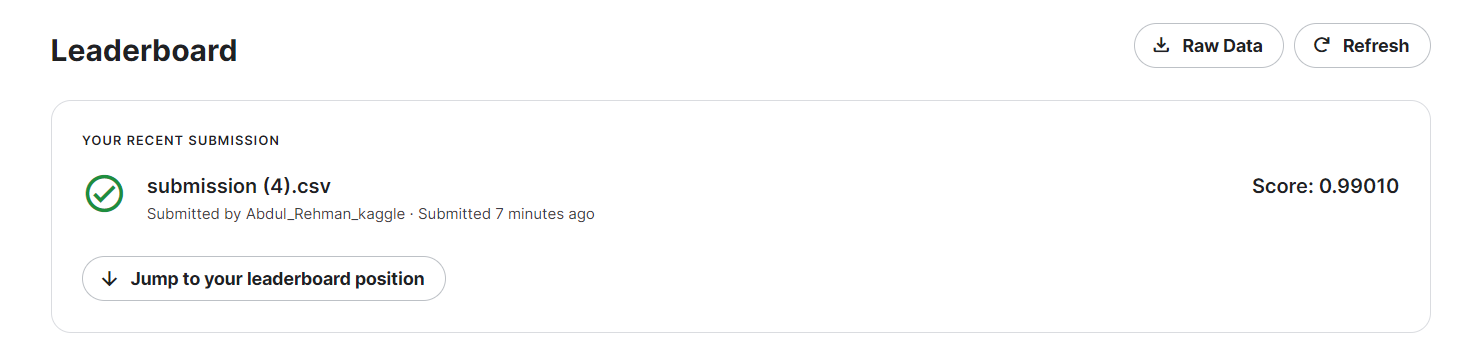 Leaderboard
Raw Data
Refresh
YOUR RECENT SUBMISSION
submission (4).csv
Score: 0.99010
Submitted by Abdul_Rehman_kaggle · Submitted 7 minutes ago
Jump to your leaderboard position